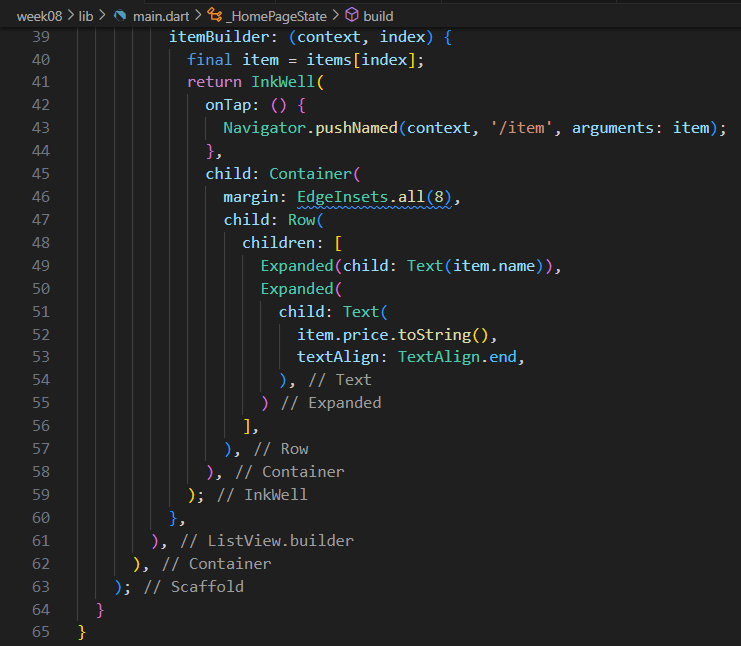 week08 > lib > main.dart > _HomePageState > build
39 itemBuilder: (context, index) {
40 final item = items[index];
41 return InkWell(
42 onTap: () {
43 Navigator.pushNamed(context, '/item', arguments: item);
44 },
45 child: Container(
46 margin: EdgeInsets.all(8),
47 child: Row(
48 children: [
49 Expanded(child: Text(item.name)),
50 Expanded(
51 child: Text(
52 item.price.toString(),
53 textAlign: TextAlign.end,
54 ), // Text
55 ) // Expanded
56 ],
57 ), // Row
58 ), // Container
59 ); // InkWell
60 },
61 ), // ListView.builder
62 ), // Container
63 ); // Scaffold
64 }
65 }